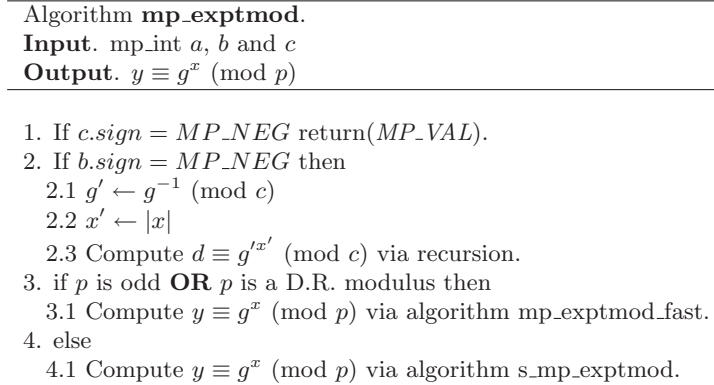 Algorithm mp_exptmod.
Input. mp_int a, b and c
Output. y ≡ g^x (mod p)
1. If c.sign = MP_NEG return(MP_VAL).
2. If b.sign = MP_NEG then
2.1 g′ ← g^{−1} (mod c)
2.2 x′ ← |x|
2.3 Compute d ≡ g′^{x′} (mod c) via recursion.
3. if p is odd OR p is a D.R. modulus then
3.1 Compute y ≡ g^x (mod p) via algorithm mp_exptmod_fast.
4. else
4.1 Compute y ≡ g^x (mod p) via algorithm s_mp_exptmod.